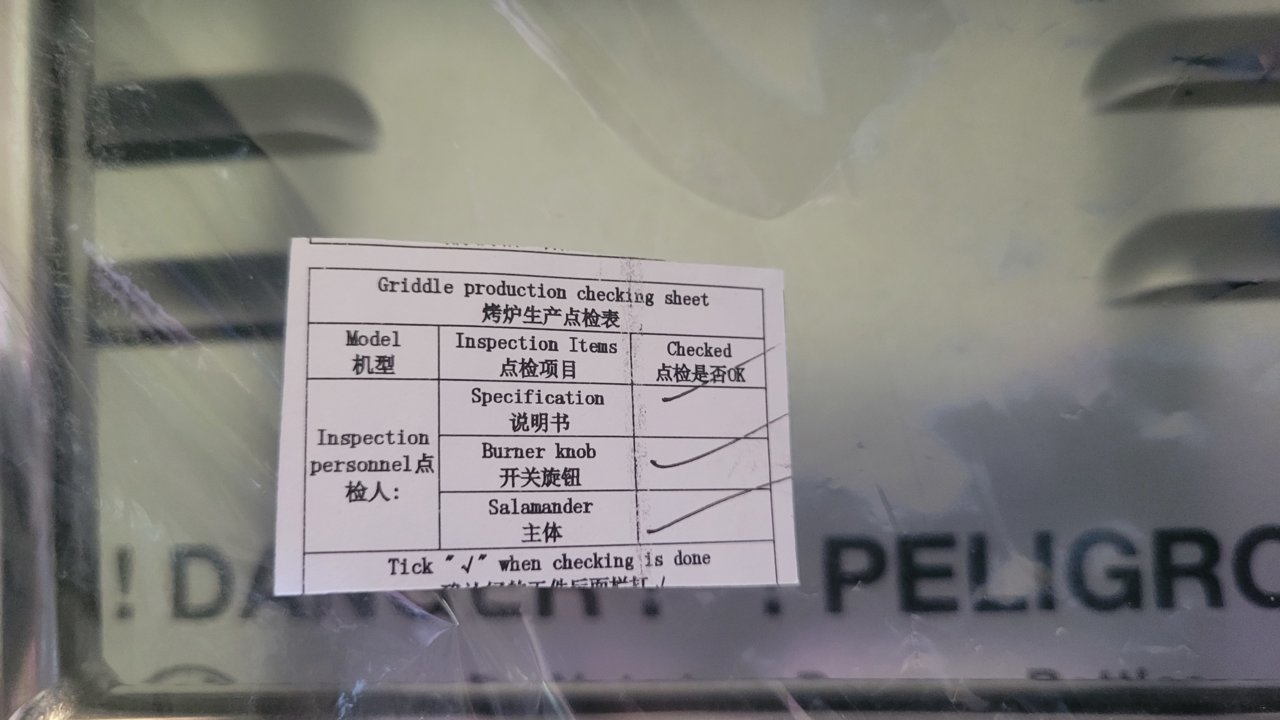 Griddle production checking sheet
烤炉生产点检表
Model
机型
Inspection Items
点检项目
Checked
点检是否OK
Inspection
personnel点
检人:
Specification
说明书
Burner knob
开关旋钮
Salamander
主体
Tick "√" when checking is done
! DANGER ! ! PELIGRO